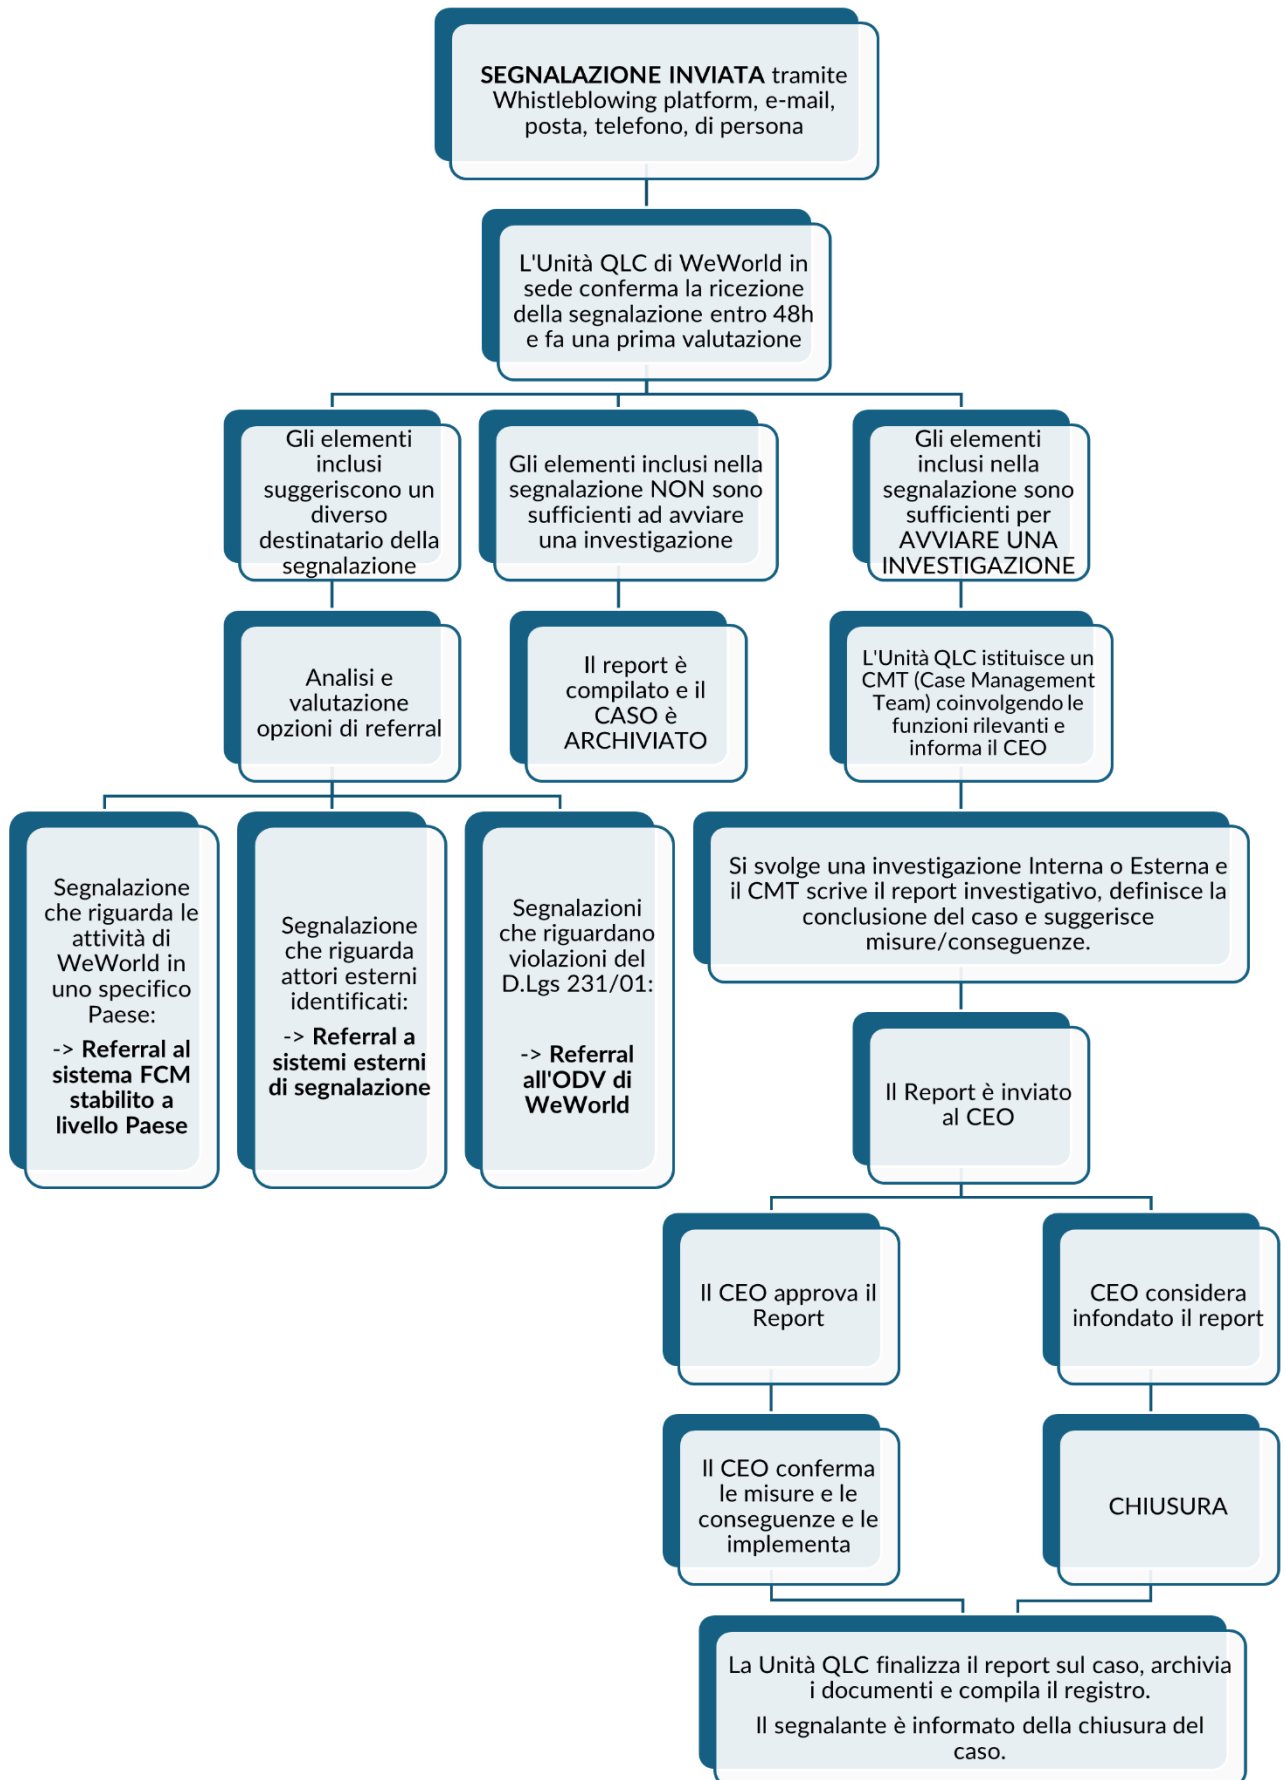 SEGNALAZIONE INVIATA tramite
Whistleblowing platform, e-mail,
posta, telefono, di persona
L'Unità QLC di WeWorld in
sede conferma la ricezione
della segnalazione entro 48h
e fa una prima valutazione
Gli elementi
inclusi
suggeriscono un
diverso
destinatario della
segnalazione
Gli elementi inclusi nella
segnalazione NON sono
sufficienti ad avviare
una investigazione
Gli elementi
inclusi nella
segnalazione sono
sufficienti per
AVVIARE UNA
INVESTIGAZIONE
Analisi e
valutazione
opzioni di referral
Il report è
compilato e il
CASO è
ARCHIVIATO
L'Unità QLC istituisce un
CMT (Case Management
Team) coinvolgendo le
funzioni rilevanti e
informa il CEO
Segnalazione
che riguarda le
attività di
WeWorld in
uno specifico
Paese:
-> Referral al
sistema FCM
stabilito a
livello Paese
Segnalazione
che riguarda
attori esterni
identificati:
-> Referral a
sistemi esterni
di segnalazione
Segnalazioni
che riguardano
violazioni del
D.Lgs 231/01:
-> Referral
all'ODV di
WeWorld
Si svolge una investigazione Interna o Esterna e
il CMT scrive il report investigativo, definisce la
conclusione del caso e suggerisce
misure/conseguenze.
Il Report è inviato
al CEO
Il CEO approva il
Report
CEO considera
infondato il report
Il CEO conferma
le misure e le
conseguenze e le
implementa
CHIUSURA
La Unità QLC finalizza il report sul caso, archivia
i documenti e compila il registro.
Il segnalante è informato della chiusura del
caso.